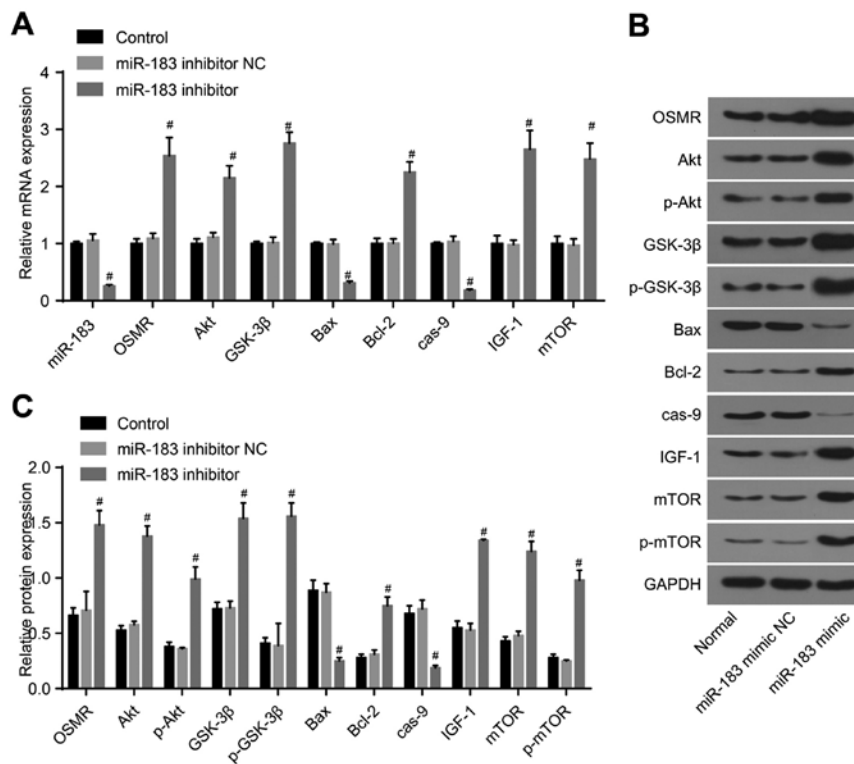 A
Control
miR-183 inhibitor NC
miR-183 inhibitor
Relative mRNA expression
4
3
2
1
0
# # # # # # # # #
miR-183 OSMR Akt GSK-3β Bax Bcl-2 cas-9 IGF-1 mTOR
B
OSMR
Akt
p-Akt
GSK-3β
p-GSK-3β
Bax
Bcl-2
cas-9
IGF-1
mTOR
p-mTOR
GAPDH
Normal
miR-183 mimic NC
miR-183 mimic
C
Control
miR-183 inhibitor NC
miR-183 inhibitor
Relative protein expression
2.0
1.5
1.0
0.5
0.0
# # # # # # # # # # #
OSMR Akt p-Akt GSK-3β p-GSK-3β Bax Bcl-2 cas-9 IGF-1 mTOR p-mTOR